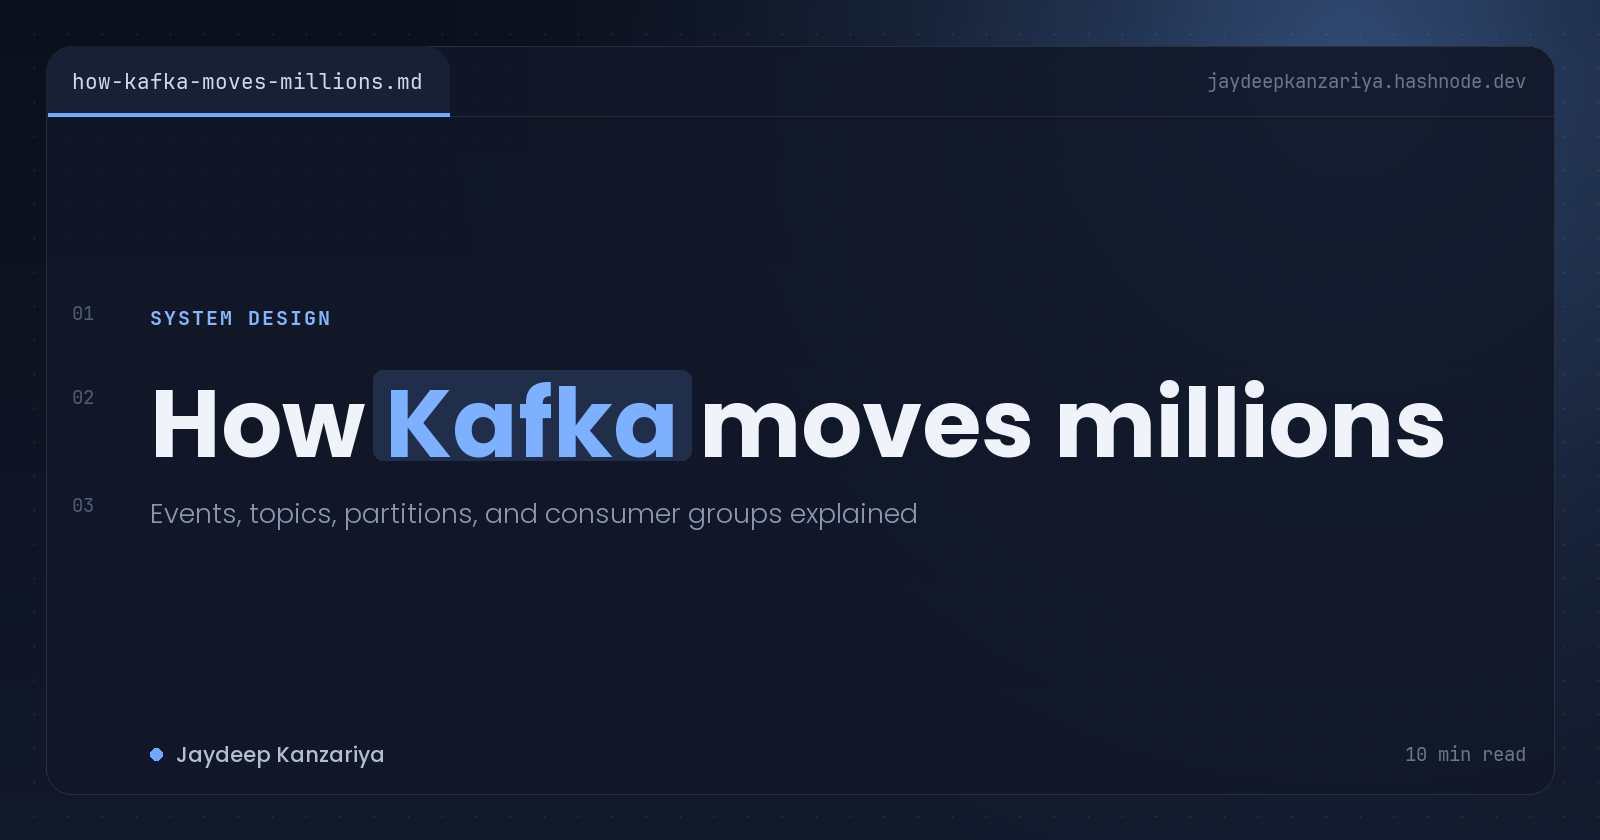 how-kafka-moves-millions.md
jaydeepkanzariya.hashnode.dev
01
SYSTEM DESIGN
02
How Kafka moves millions
03
Events, topics, partitions, and consumer groups explained
Jaydeep Kanzariya
10 min read